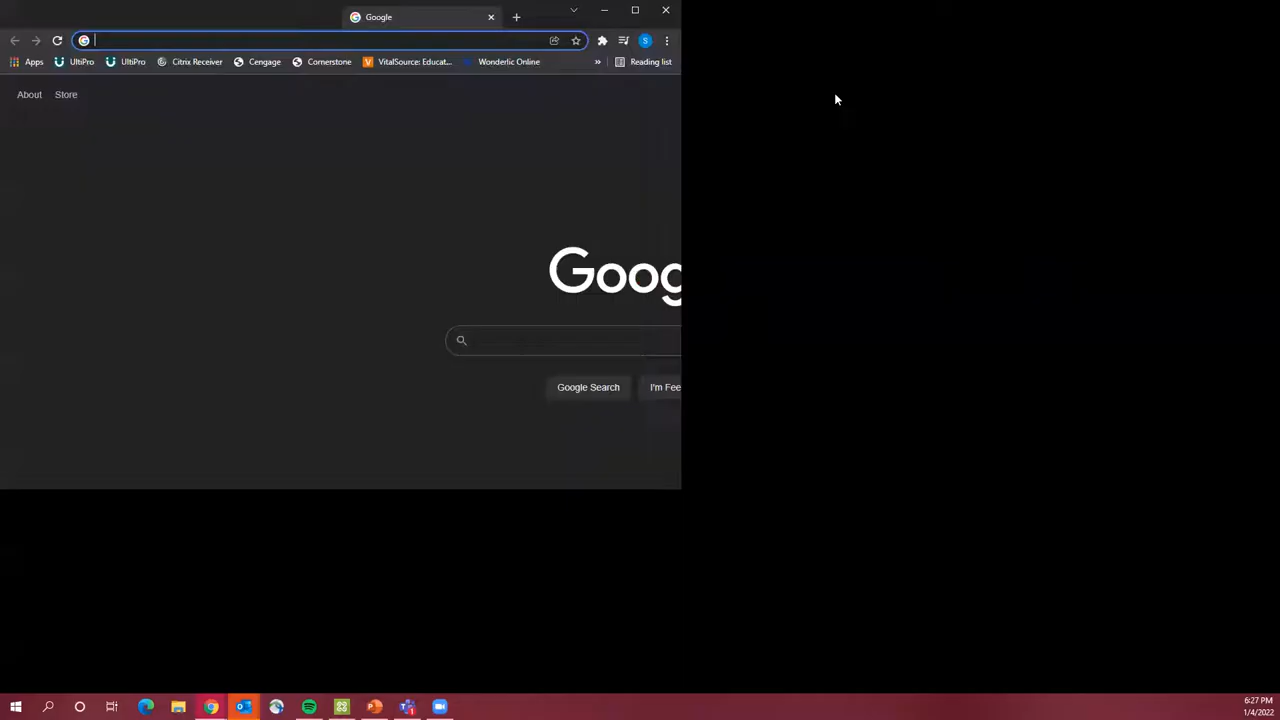 Google
Apps UltiPro UltiPro Citrix Receiver Cengage Cornerstone VitalSource: Educat... Wonderlic Online » Reading list
S
About Store
Goog
Google Search I'm Fee
6:27 PM
1/4/2022